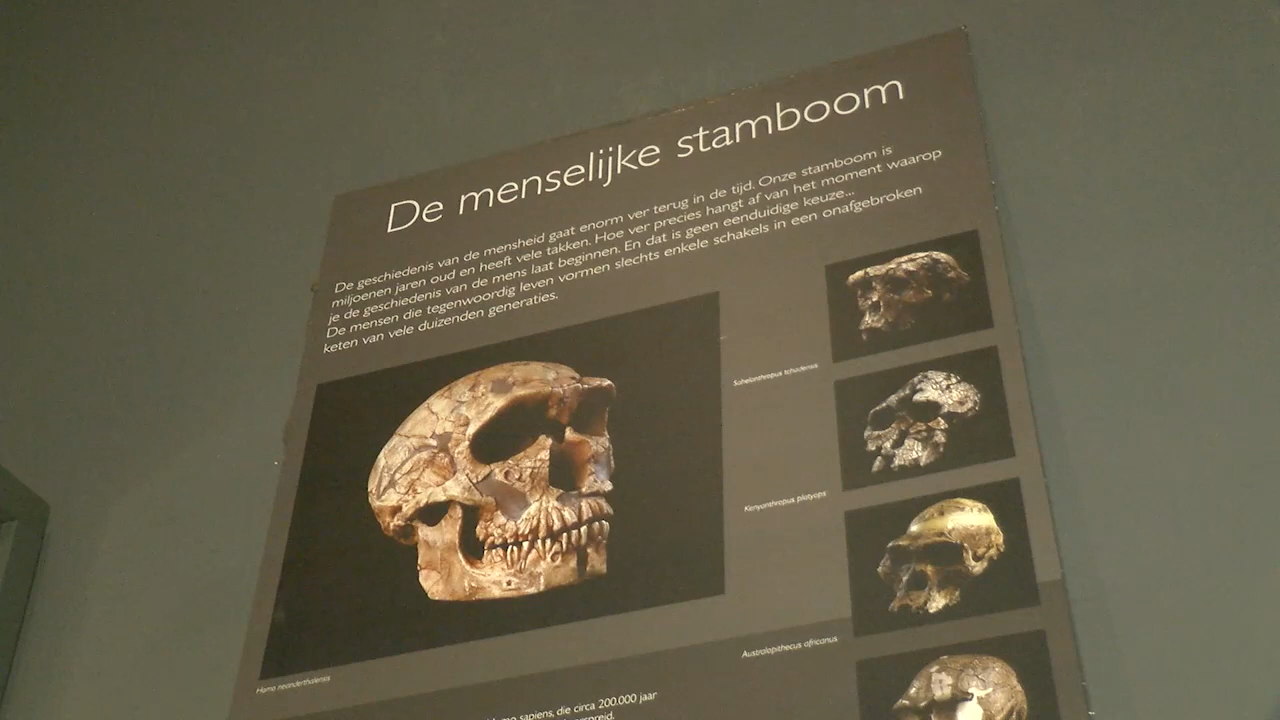 De menselijke stamboom
De geschiedenis van de mensheid gaat enorm ver terug in de tijd. Onze stamboom is
miljoenen jaren oud en heeft vele takken. Hoe ver precies hangt af van het moment waarop
je de geschiedenis van de mens laat beginnen. En dat is geen eenduidige keuze...
De mensen die tegenwoordig leven vormen slechts enkele schakels in een onafgebroken
keten van vele duizenden generaties.
Sahelanthropus tchadensis
Kenyanthropus platyops
Australopithecus africanus
Homo neanderthalensis
sapiens, die circa 200.000 jaar